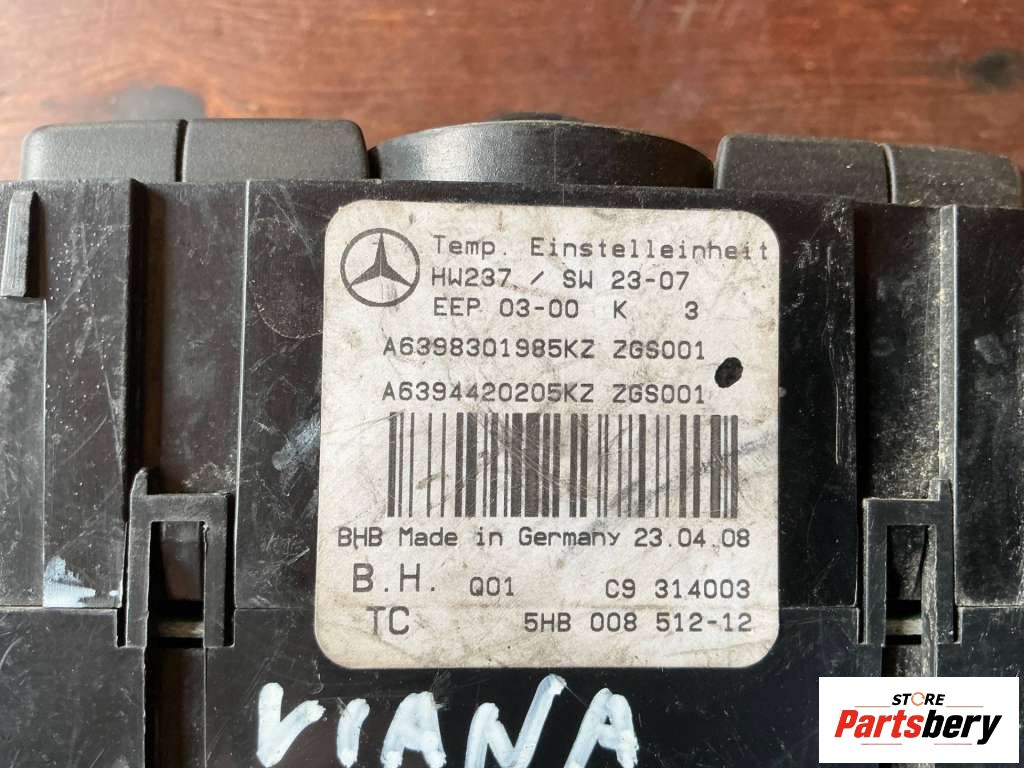 Temp. Einstelleinheit
HW237 / SW 23-07
EEP 03-00 K 3
A6398301985KZ ZGS001
A6394420205KZ ZGS001
BHB Made in Germany 23.04.08
B.H. Q01 C9 314003
TC 5HB 008 512-12
VIANA
STORE
Partsbery